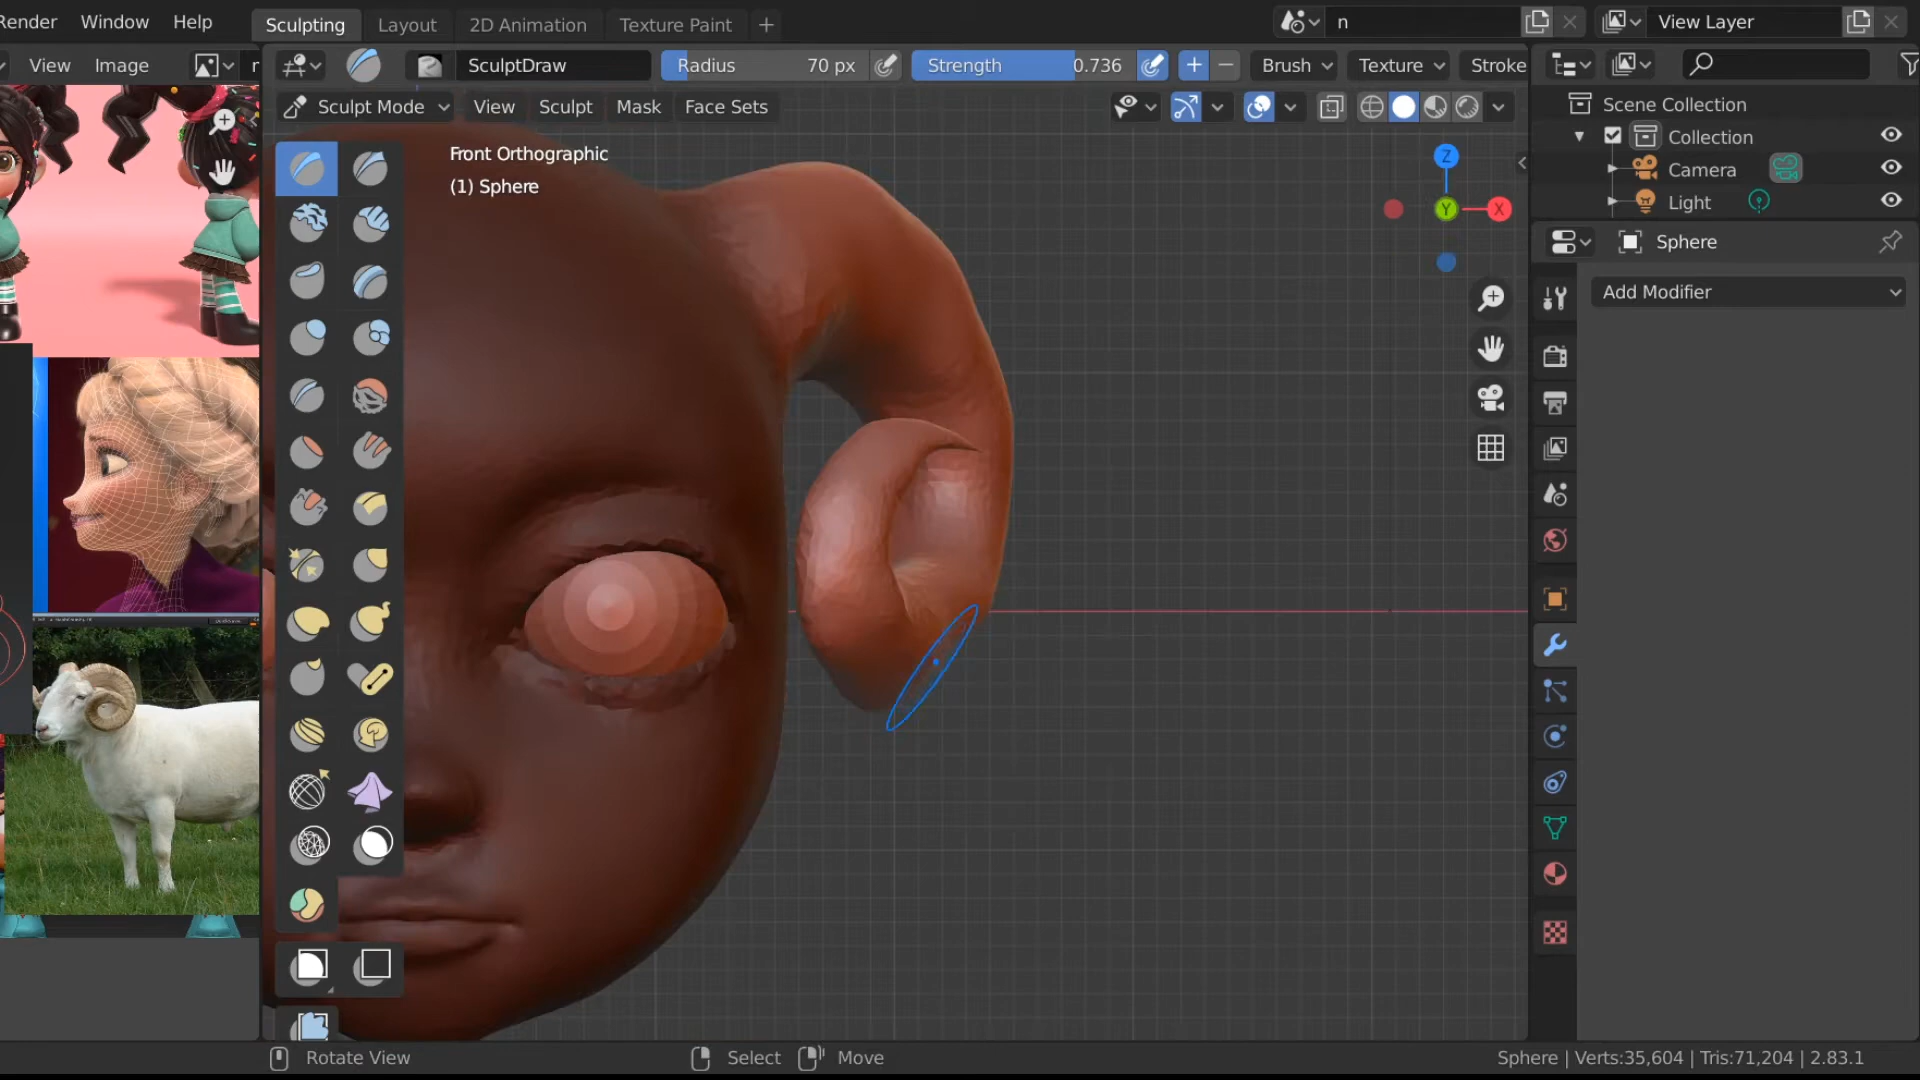 Render Window Help Sculpting Layout 2D Animation Texture Paint + n View Layer
View Image SculptDraw Radius 70 px Strength 0.736 Brush Texture Stroke
Sculpt Mode View Sculpt Mask Face Sets
Scene Collection
Collection
Camera
Light
Front Orthographic
(1) Sphere
Z
Y
X
Sphere
Add Modifier
Rotate View Select Move Sphere | Verts:35,604 | Tris:71,204 | 2.83.1